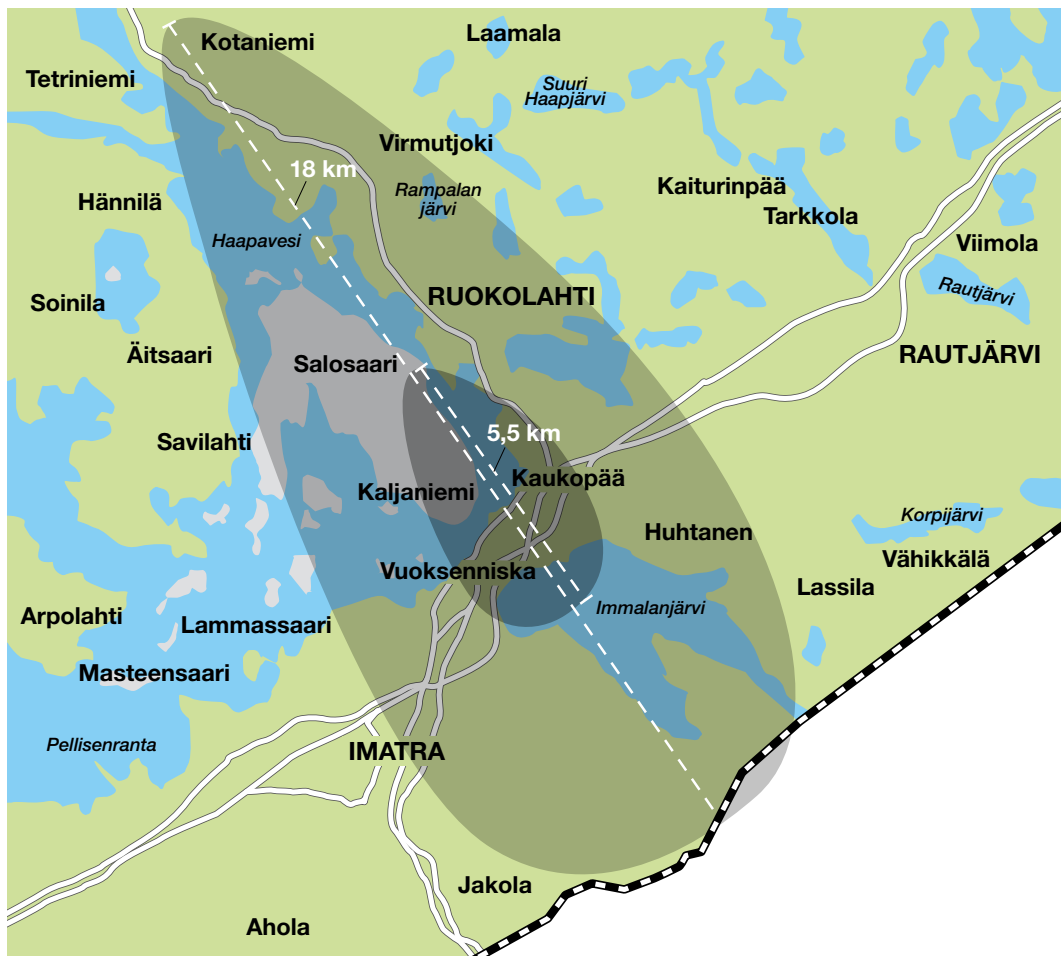 Kotaniemi
Laamala
Tetriniemi
Suuri
Haapjärvi
Virmutjoki
18 km
Kaiturinpää
Rampalan
järvi
Hännilä
Tarkkola
Haapavesi
Viimola
Soinila
RUOKOLAHTI
Rautjärvi
Äitsaari
Salosaari
RAUTJÄRVI
Savilahti
5,5 km
Kaljaniemi
Kaukopää
Korpijärvi
Huhtanen
Vähikkälä
Vuoksenniska
Lassila
Immalanjärvi
Arpolahti
Lammassaari
Masteensaari
Pellisenranta
IMATRA
Jakola
Ahola